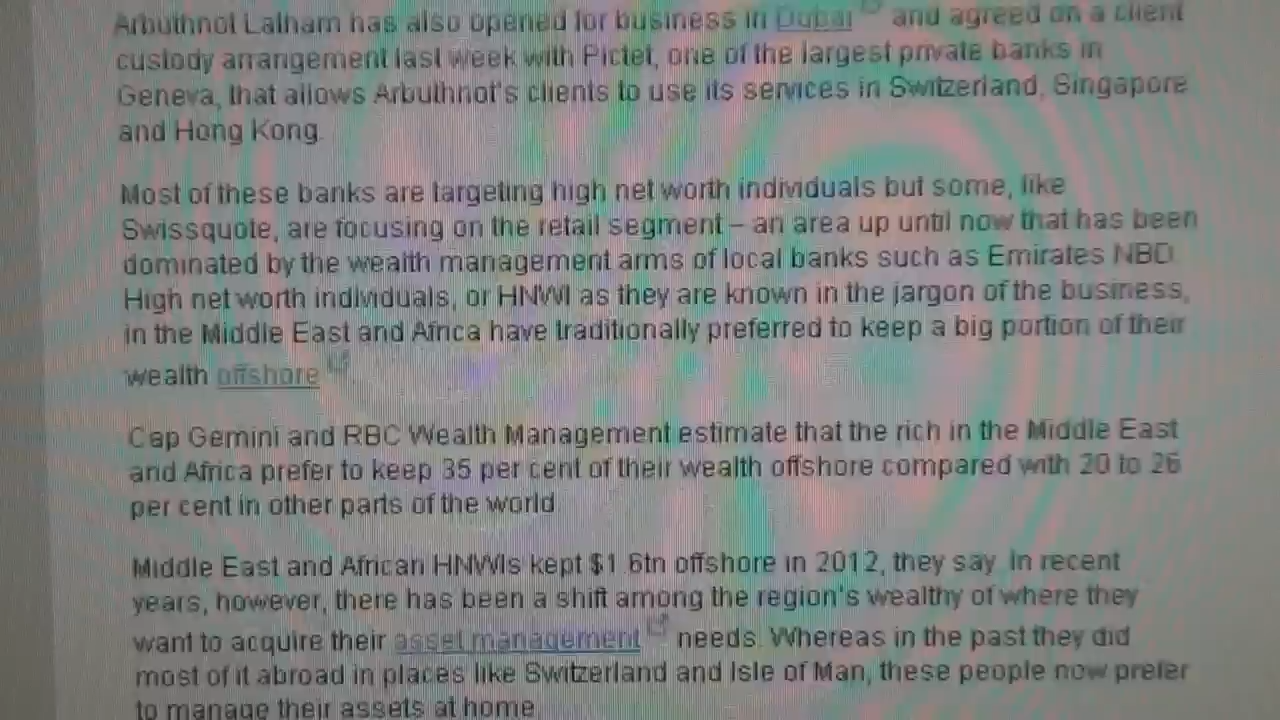 Arbuthnot Latham has also opened for business in Dubai and agreed on a client
custody arrangement last week with Pictet, one of the largest private banks in
Geneva, that allows Arbuthnot's clients to use its services in Switzerland, Singapore
and Hong Kong.
Most of these banks are targeting high net worth individuals but some, like
Swissquote, are focusing on the retail segment – an area up until now that has been
dominated by the wealth management arms of local banks such as Emirates NBD.
High net worth individuals, or HNWI as they are known in the jargon of the business,
in the Middle East and Africa have traditionally preferred to keep a big portion of their
wealth offshore
Cap Gemini and RBC Wealth Management estimate that the rich in the Middle East
and Africa prefer to keep 35 per cent of their wealth offshore compared with 20 to 26
per cent in other parts of the world.
Middle East and African HNWIs kept $1.6tn offshore in 2012, they say. In recent
years, however, there has been a shift among the region's wealthy of where they
want to acquire their asset management needs. Whereas in the past they did
most of it abroad in places like Switzerland and Isle of Man, these people now prefer
to manage their assets at home.